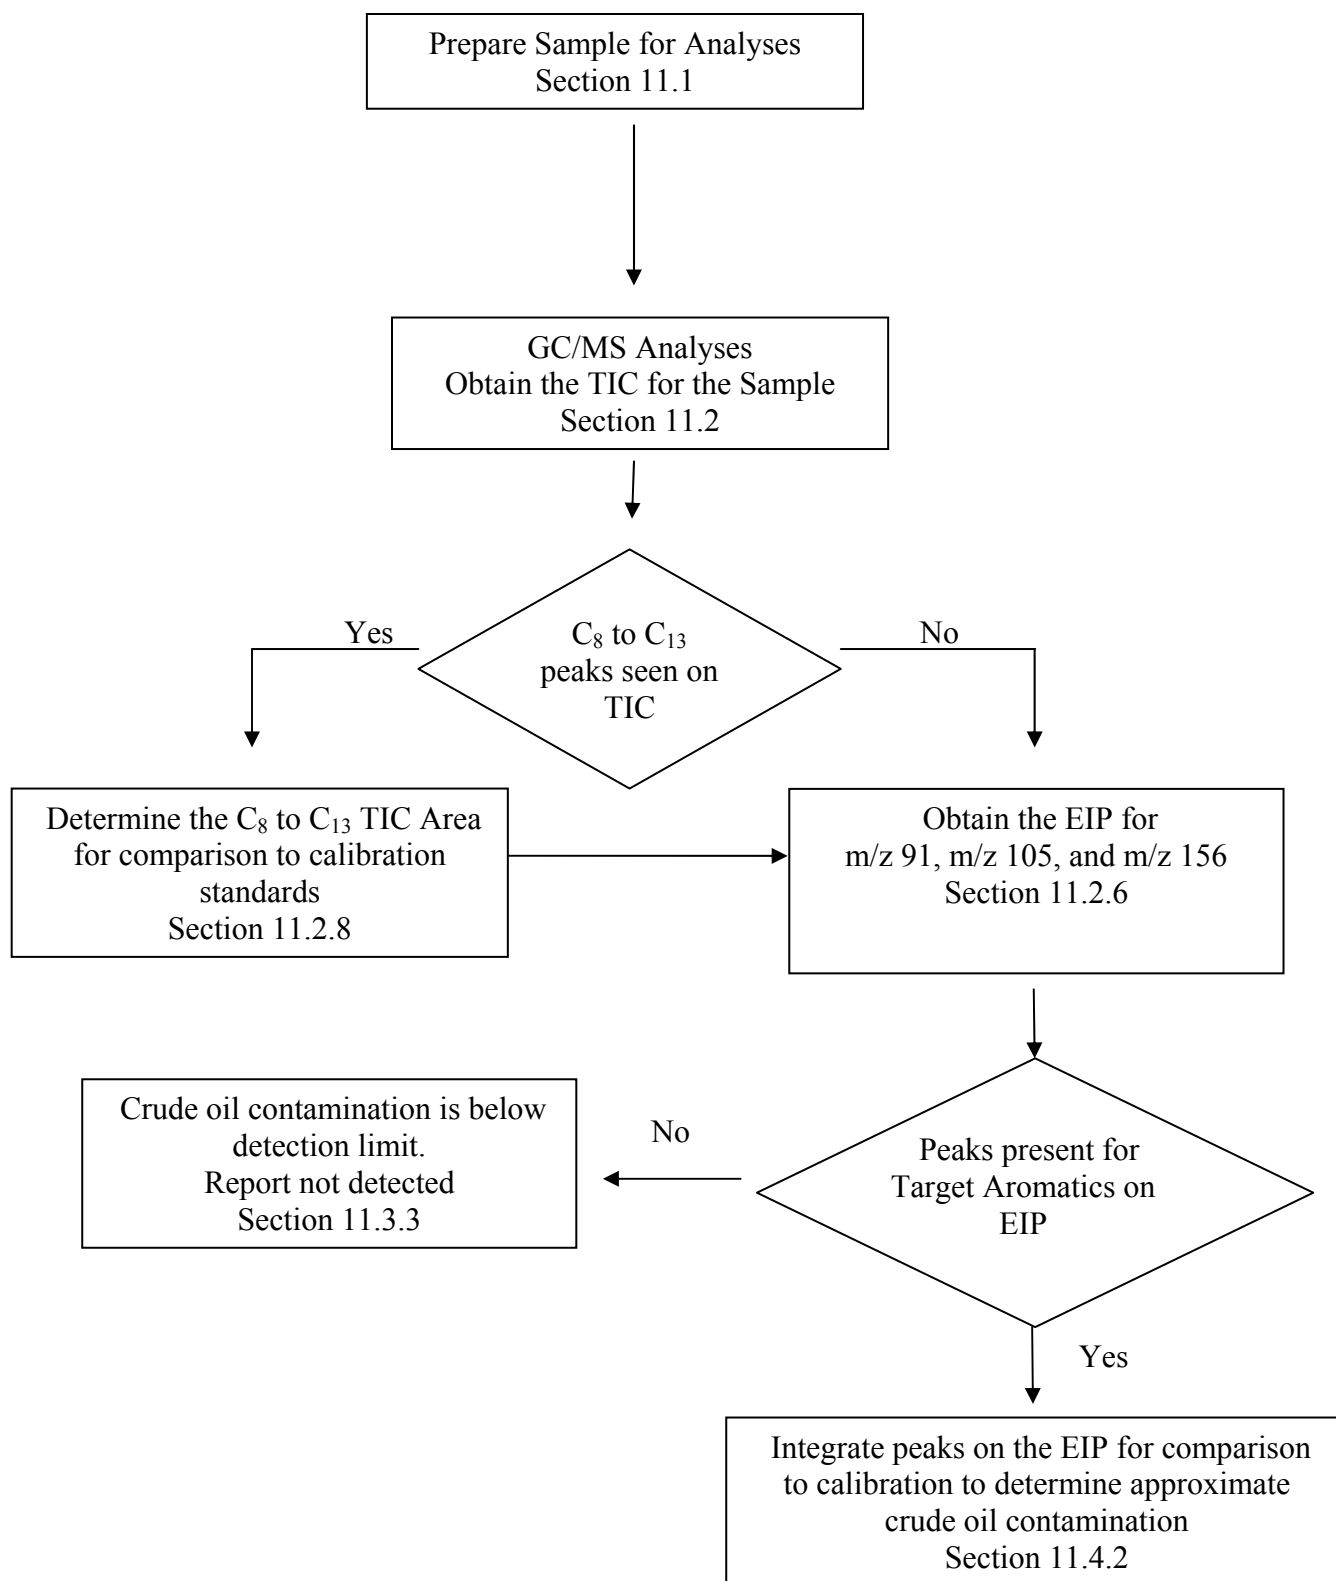 Prepare Sample for Analyses
Section 11.1
GC/MS Analyses
Obtain the TIC for the Sample
Section 11.2
Yes
C₈ to C₁₃
peaks seen on
TIC
No
Determine the C₈ to C₁₃ TIC Area
for comparison to calibration
standards
Section 11.2.8
Obtain the EIP for
m/z 91, m/z 105, and m/z 156
Section 11.2.6
Crude oil contamination is below
detection limit.
Report not detected
Section 11.3.3
No
Peaks present for
Target Aromatics on
EIP
Yes
Integrate peaks on the EIP for comparison
to calibration to determine approximate
crude oil contamination
Section 11.4.2